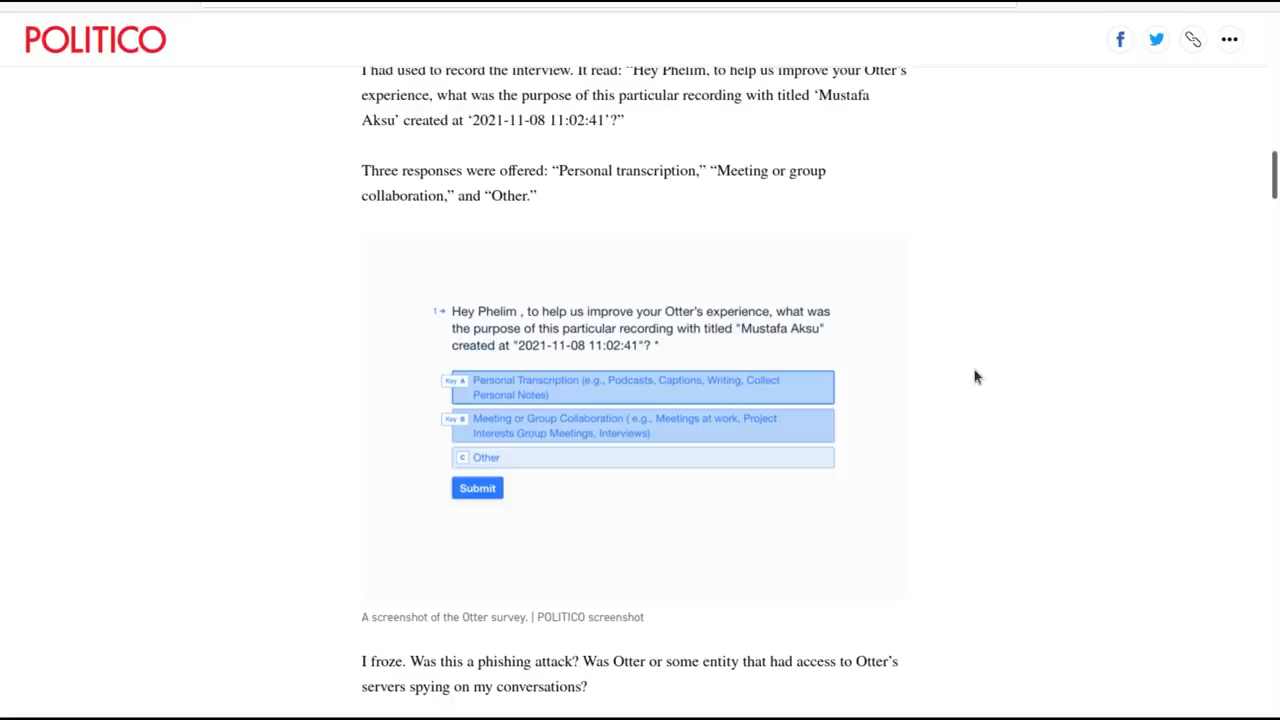 POLITICO
I had used to record the interview. It read: “Hey Phelim, to help us improve your Otter’s
experience, what was the purpose of this particular recording with titled ‘Mustafa
Aksu’ created at ‘2021-11-08 11:02:41’?”
Three responses were offered: “Personal transcription,” “Meeting or group
collaboration,” and “Other.”
1 Hey Phelim , to help us improve your Otter's experience, what was
the purpose of this particular recording with titled "Mustafa Aksu"
created at "2021-11-08 11:02:41"? *
Key A Personal Transcription (e.g., Podcasts, Captions, Writing, Collect
Personal Notes)
Key B Meeting or Group Collaboration ( e.g., Meetings at work, Project
Interests Group Meetings, Interviews)
C Other
Submit
A screenshot of the Otter survey. | POLITICO screenshot
I froze. Was this a phishing attack? Was Otter or some entity that had access to Otter’s
servers spying on my conversations?